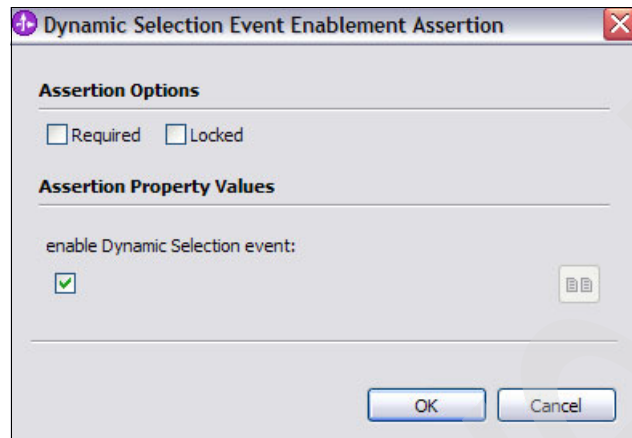 Dynamic Selection Event Enablement Assertion
Assertion Options
Required Locked
Assertion Property Values
enable Dynamic Selection event:
OK Cancel